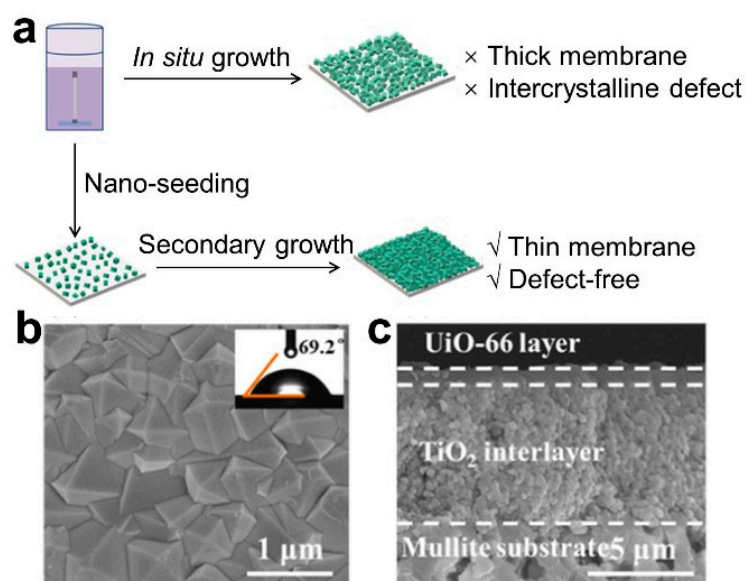 a
In situ growth
× Thick membrane
× Intercrystalline defect
Nano-seeding
Secondary growth
√ Thin membrane
√ Defect-free
b
69.2°
1 μm
c
UiO-66 layer
TiO₂ interlayer
Mullite substrate
5 μm